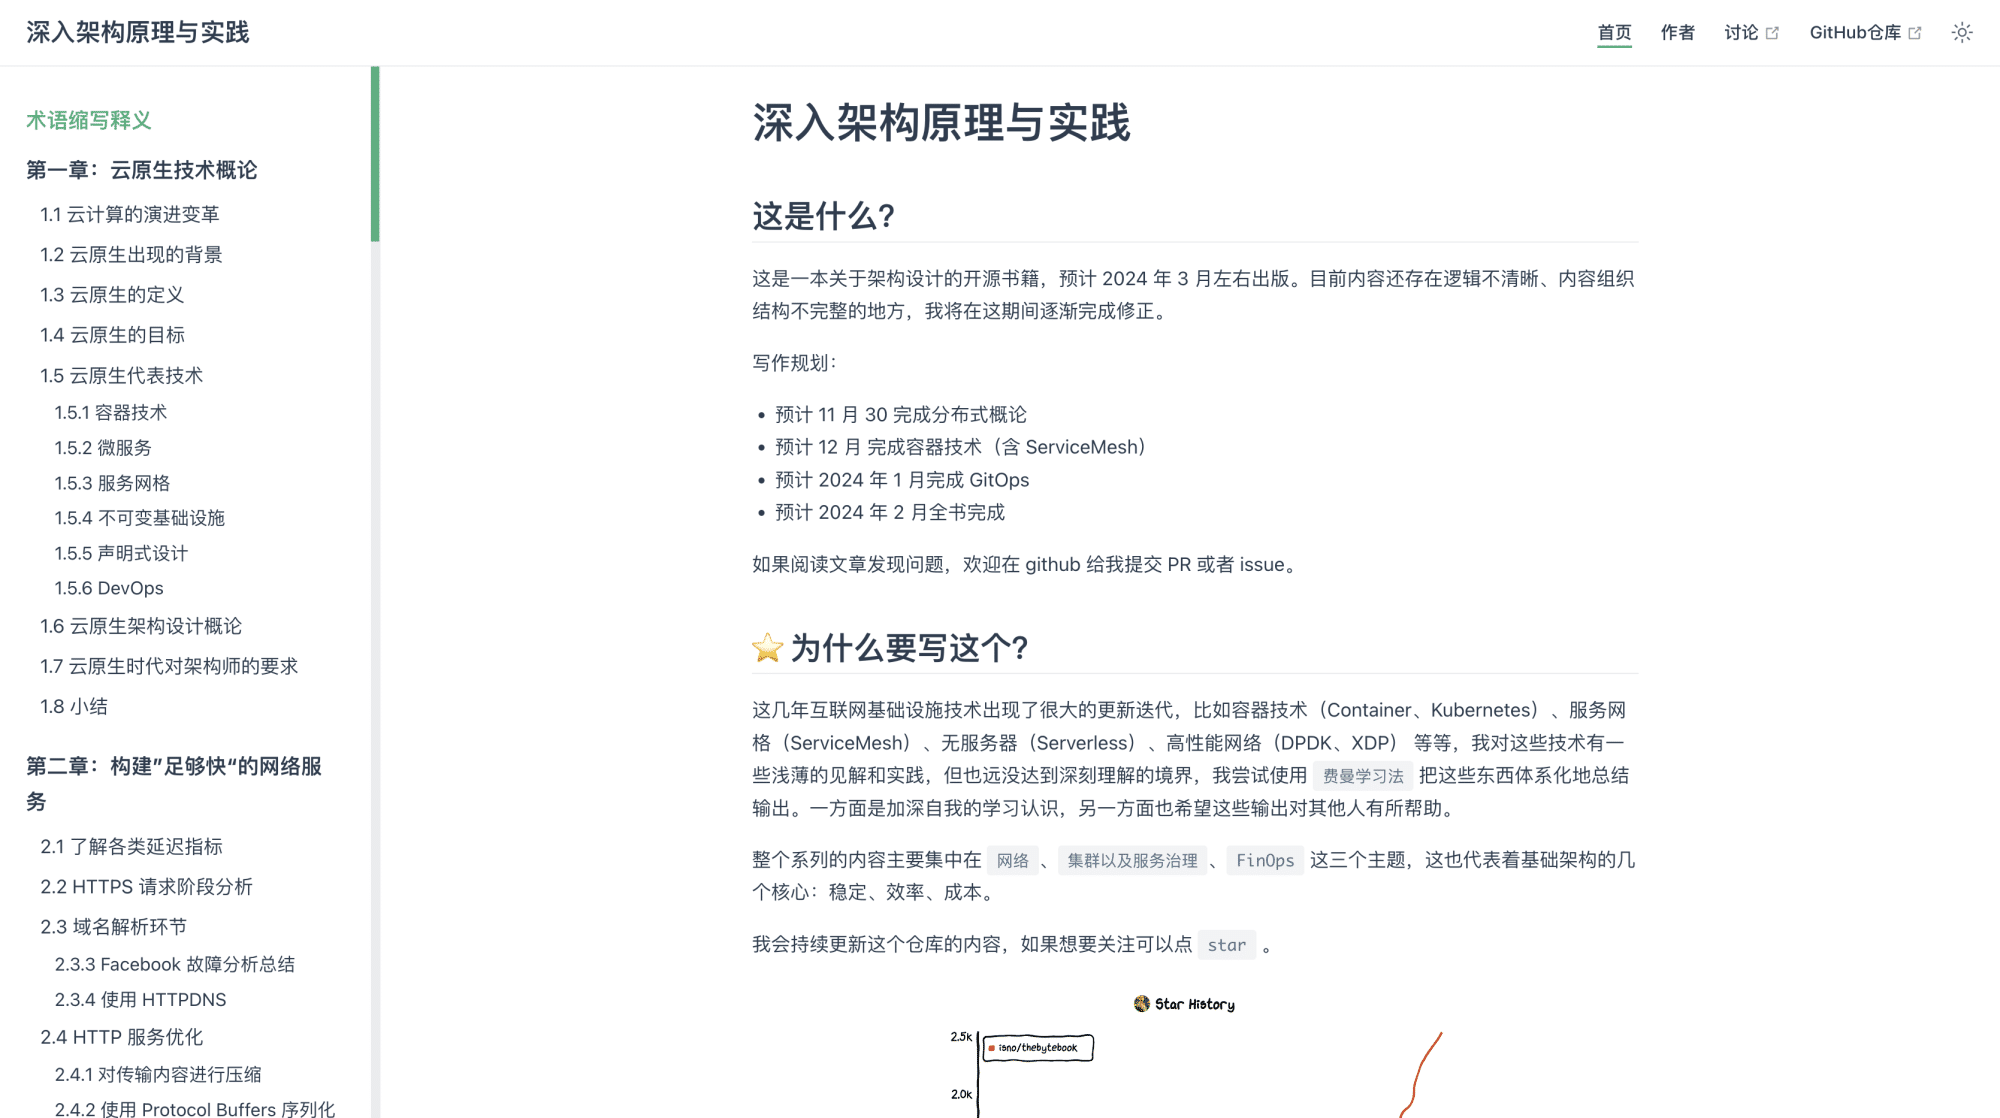 深入架构原理与实践
首页
作者
讨论
GitHub仓库
术语缩写释义
第一章：云原生技术概论
1.1 云计算的演进变革
1.2 云原生出现的背景
1.3 云原生的定义
1.4 云原生的目标
1.5 云原生代表技术
1.5.1 容器技术
1.5.2 微服务
1.5.3 服务网格
1.5.4 不可变基础设施
1.5.5 声明式设计
1.5.6 DevOps
1.6 云原生架构设计概论
1.7 云原生时代对架构师的要求
1.8 小结
第二章：构建”足够快“的网络服
务
2.1 了解各类延迟指标
2.2 HTTPS 请求阶段分析
2.3 域名解析环节
2.3.3 Facebook 故障分析总结
2.3.4 使用 HTTPDNS
2.4 HTTP 服务优化
2.4.1 对传输内容进行压缩
2.4.2 使用 Protocol Buffers 序列化
深入架构原理与实践
这是什么?
这是一本关于架构设计的开源书籍，预计 2024 年 3 月左右出版。目前内容还存在逻辑不清晰、内容组织
结构不完整的地方，我将在这期间逐渐完成修正。
写作规划：
• 预计 11 月 30 完成分布式概论
• 预计 12 月 完成容器技术（含 ServiceMesh）
• 预计 2024 年 1 月完成 GitOps
• 预计 2024 年 2 月全书完成
如果阅读文章发现问题，欢迎在 github 给我提交 PR 或者 issue。
⭐ 为什么要写这个?
这几年互联网基础设施技术出现了很大的更新迭代，比如容器技术（Container、Kubernetes）、服务网
格（ServiceMesh）、无服务器（Serverless）、高性能网络（DPDK、XDP） 等等，我对这些技术有一
些浅薄的见解和实践，但也远没达到深刻理解的境界，我尝试使用 费曼学习法 把这些东西体系化地总结
输出。一方面是加深自我的学习认识，另一方面也希望这些输出对其他人有所帮助。
整个系列的内容主要集中在 网络 、 集群以及服务治理 、 FinOps 这三个主题，这也代表着基础架构的几
个核心：稳定、效率、成本。
我会持续更新这个仓库的内容，如果想要关注可以点 star 。
Star History
2.5k
isno/thebytebook
2.0k